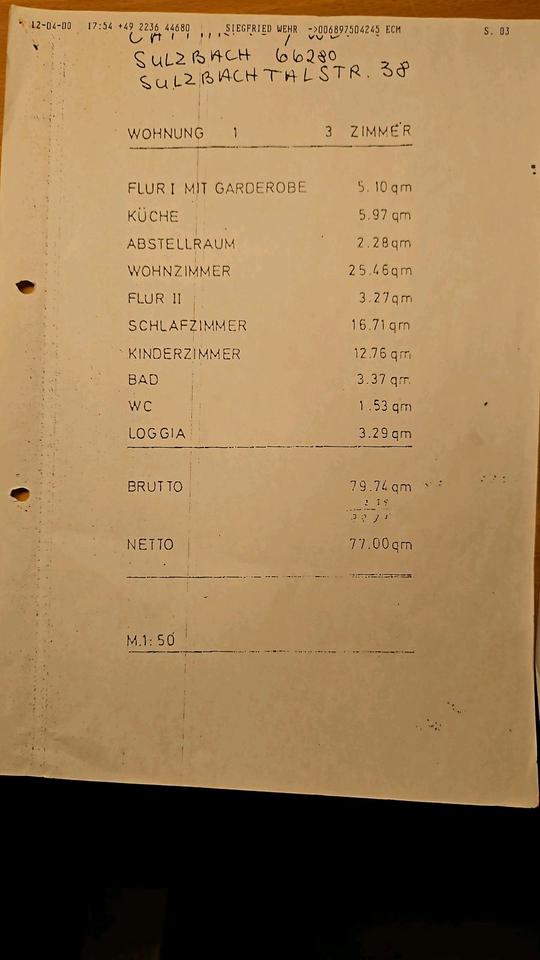 12-04-00 17:54 +49 2236 44680 SIEGFRIED WEHR ->006897504245 ECM S. 03
SULZBACH 66280
SULZBACHTALSTR. 38
WOHNUNG 1 3 ZIMMER
FLUR I MIT GARDEROBE 5.10qm
KÜCHE 5.97qm
ABSTELLRAUM 2.28qm
WOHNZIMMER 25.46qm
FLUR II 3.27qm
SCHLAFZIMMER 16.71qm
KINDERZIMMER 12.76qm
BAD 3.37qm
WC 1.53qm
LOGGIA 3.29qm
BRUTTO 79.74qm
NETTO 77.00qm
M.1:50